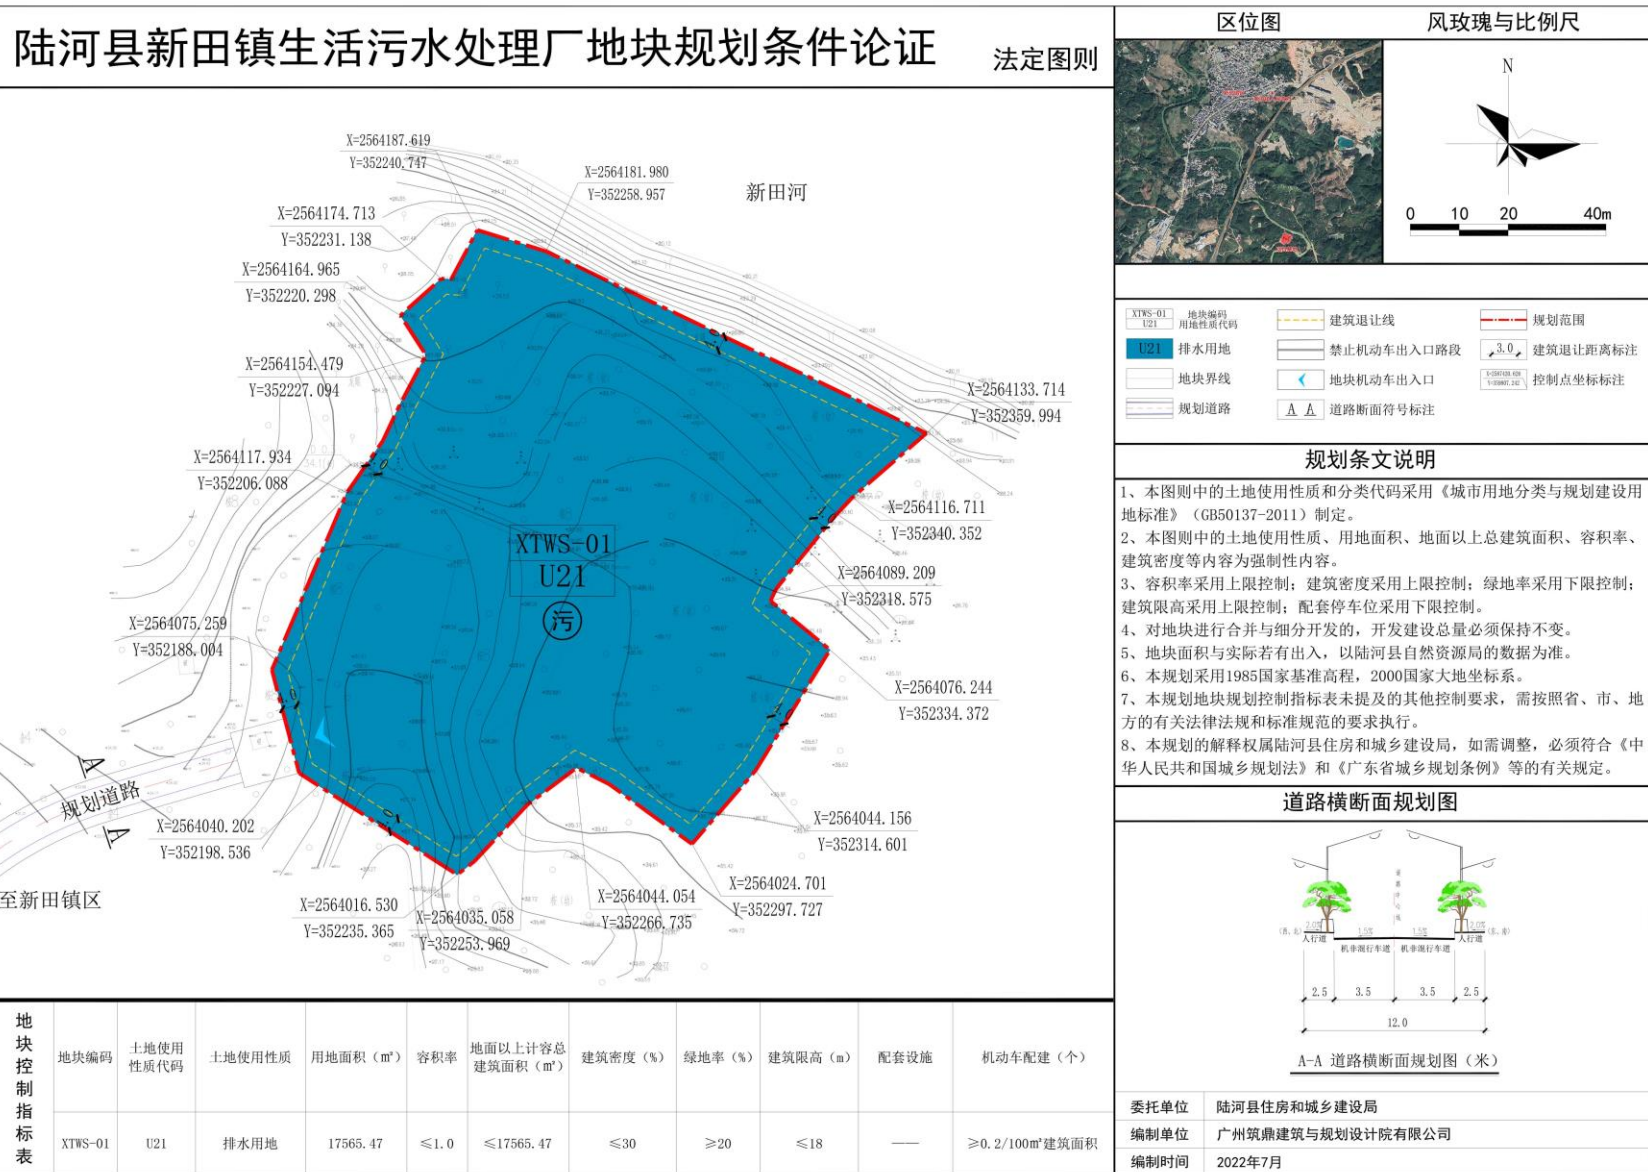 陆河县新田镇生活污水处理厂地块规划条件论证
法定图则
X=2564187.619
Y=352240.747
X=2564181.980
Y=352258.957
新田河
X=2564174.713
Y=352231.138
X=2564164.965
Y=352220.298
X=2564154.479
Y=352227.094
X=2564133.714
Y=352359.994
X=2564117.934
Y=352206.088
X=2564116.711
Y=352340.352
XTWS-01
U21
污
X=2564089.209
Y=352318.575
X=2564075.259
Y=352188.004
X=2564076.244
Y=352334.372
A
规划道路
A
X=2564040.202
Y=352198.536
X=2564044.156
Y=352314.601
至新田镇区
X=2564016.530
Y=352235.365
X=2564035.058
Y=352253.969
X=2564044.054
Y=352266.735
X=2564024.701
Y=352297.727
地块控制指标表
地块编码
土地使用
性质代码
土地使用性质
用地面积（㎡）
容积率
地面以上计容总
建筑面积（㎡）
建筑密度（%）
绿地率（%）
建筑限高（m）
配套设施
机动车配建（个）
XTWS-01
U21
排水用地
17565.47
≤1.0
≤17565.47
≤30
≥20
≤18
——
≥0.2/100㎡建筑面积
区位图
风玫瑰与比例尺
N
0 10 20 40m
XTWS-01
U21
地块编码
用地性质代码
建筑退让线
规划范围
U21
排水用地
禁止机动车出入口路段
3.0
建筑退让距离标注
地块界线
地块机动车出入口
控制点坐标标注
规划道路
A A
道路断面符号标注
规划条文说明
1、本图则中的土地使用性质和分类代码采用《城市用地分类与规划建设用
地标准》（GB50137-2011）制定。
2、本图则中的土地使用性质、用地面积、地面以上总建筑面积、容积率、
建筑密度等内容为强制性内容。
3、容积率采用上限控制；建筑密度采用上限控制；绿地率采用下限控制；
建筑限高采用上限控制；配套停车位采用下限控制。
4、对地块进行合并与细分开发的，开发建设总量必须保持不变。
5、地块面积与实际若有出入，以陆河县自然资源局的数据为准。
6、本规划采用1985国家基准高程，2000国家大地坐标系。
7、本规划地块规划控制指标表未提及的其他控制要求，需按照省、市、地
方的有关法律法规和标准规范的要求执行。
8、本规划的解释权属陆河县住房和城乡建设局，如需调整，必须符合《中
华人民共和国城乡规划法》和《广东省城乡规划条例》等的有关规定。
道路横断面规划图
2.0% 1.5% 1.5% 2.0%
人行道
机非混行车道
机非混行车道
人行道
2.5 3.5 3.5 2.5
12.0
A-A 道路横断面规划图（米）
委托单位
陆河县住房和城乡建设局
编制单位
广州筑鼎建筑与规划设计院有限公司
编制时间
2022年7月